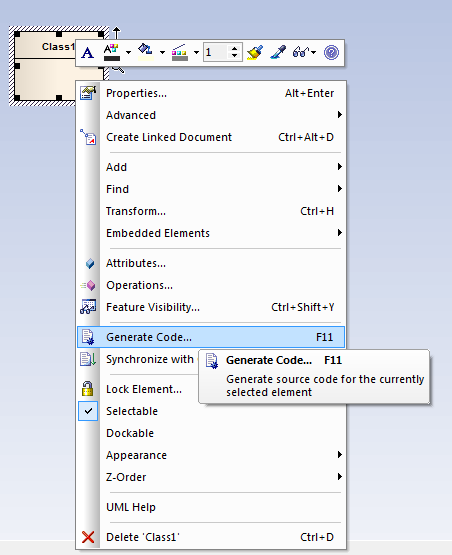 Class1
A A 1
Properties... Alt+Enter
Advanced
Create Linked Document Ctrl+Alt+D
Add
Find
Transform... Ctrl+H
Embedded Elements
Attributes...
Operations...
Feature Visibility... Ctrl+Shift+Y
Generate Code... F11
Synchronize with
Generate Code... F11
Generate source code for the currently
selected element
Lock Element...
Selectable
Dockable
Appearance
Z-Order
UML Help
Delete 'Class1' Ctrl+D